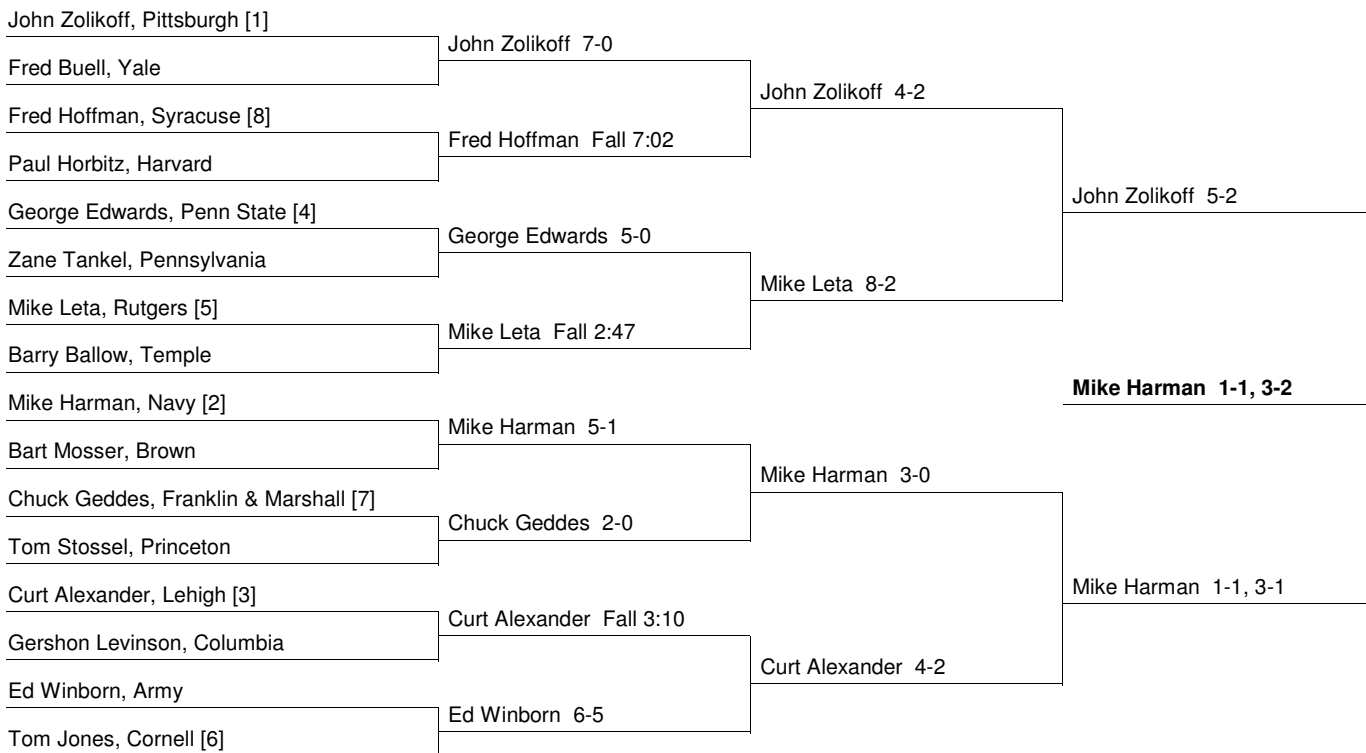 John Zolikoff, Pittsburgh [1]
John Zolikoff 7-0
Fred Buell, Yale
John Zolikoff 4-2
Fred Hoffman, Syracuse [8]
Fred Hoffman Fall 7:02
Paul Horbitz, Harvard
John Zolikoff 5-2
George Edwards, Penn State [4]
George Edwards 5-0
Zane Tankel, Pennsylvania
Mike Leta 8-2
Mike Leta, Rutgers [5]
Mike Leta Fall 2:47
Barry Ballow, Temple
Mike Harman 1-1, 3-2
Mike Harman, Navy [2]
Mike Harman 5-1
Bart Mosser, Brown
Mike Harman 3-0
Chuck Geddes, Franklin & Marshall [7]
Chuck Geddes 2-0
Tom Stossel, Princeton
Mike Harman 1-1, 3-1
Curt Alexander, Lehigh [3]
Curt Alexander Fall 3:10
Gershon Levinson, Columbia
Curt Alexander 4-2
Ed Winborn, Army
Ed Winborn 6-5
Tom Jones, Cornell [6]